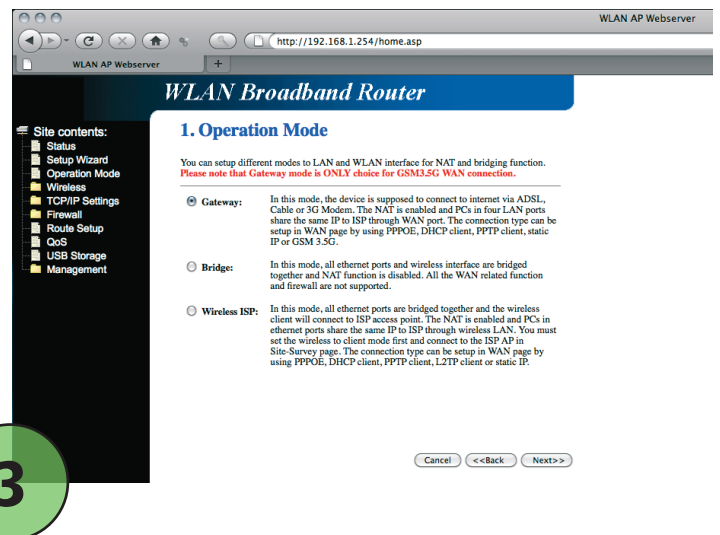 WLAN AP Webserver
http://192.168.1.254/home.asp
WLAN AP Webserver
+
WLAN Broadband Router
Site contents:
Status
Setup Wizard
Operation Mode
Wireless
TCP/IP Settings
Firewall
Route Setup
QoS
USB Storage
Management
1. Operation Mode
You can setup different modes to LAN and WLAN interface for NAT and bridging function.
Please note that Gateway mode is ONLY choice for GSM3.5G WAN connection.
Gateway: In this mode, the device is supposed to connect to internet via ADSL,
Cable or 3G Modem. The NAT is enabled and PCs in four LAN ports
share the same IP to ISP through WAN port. The connection type can be
setup in WAN page by using PPPOE, DHCP client, PPTP client, static
IP or GSM 3.5G.
Bridge: In this mode, all ethernet ports and wireless interface are bridged
together and NAT function is disabled. All the WAN related function
and firewall are not supported.
Wireless ISP: In this mode, all ethernet ports are bridged together and the wireless
client will connect to ISP access point. The NAT is enabled and PCs in
ethernet ports share the same IP to ISP through wireless LAN. You must
set the wireless to client mode first and connect to the ISP AP in
Site-Survey page. The connection type can be setup in WAN page by
using PPPOE, DHCP client, PPTP client, L2TP client or static IP.
Cancel <<Back Next>>
3